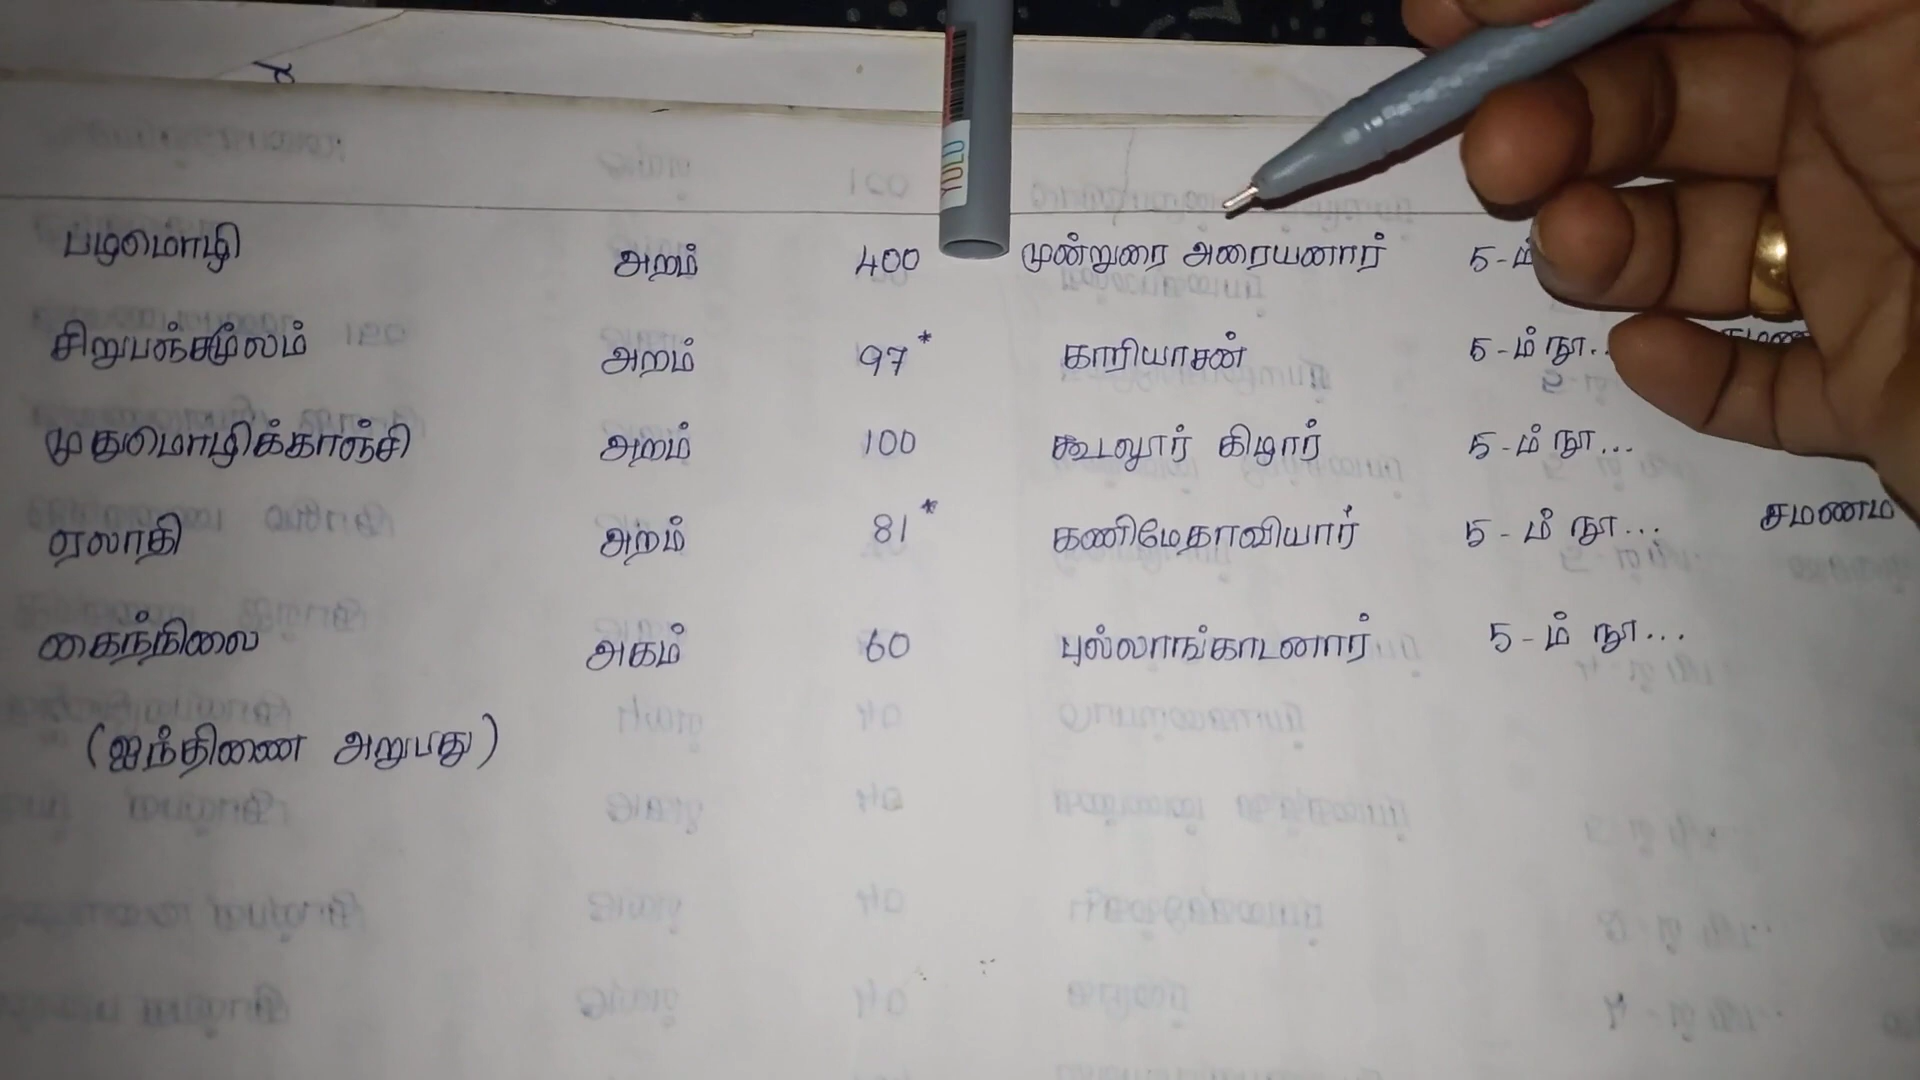 YOLO
பழமொழி அறம் 400 முன்றுரை அரையனார் 5-ம்
சிறுபஞ்சமூலம் அறம் 97* காரியாசன் 5-ம் நூ..
முதுமொழிக்காஞ்சி அறம் 100 கூடலூர் கிழார் 5-ம் நூ...
ஏலாதி அறம் 81* கணிமேகாவியார் 5-ம் நூ... சமணம்
கைந்நிலை அகம் 60 புல்லாங்காடனார் 5-ம் நூ...
(ஐந்திணை அறுபது)